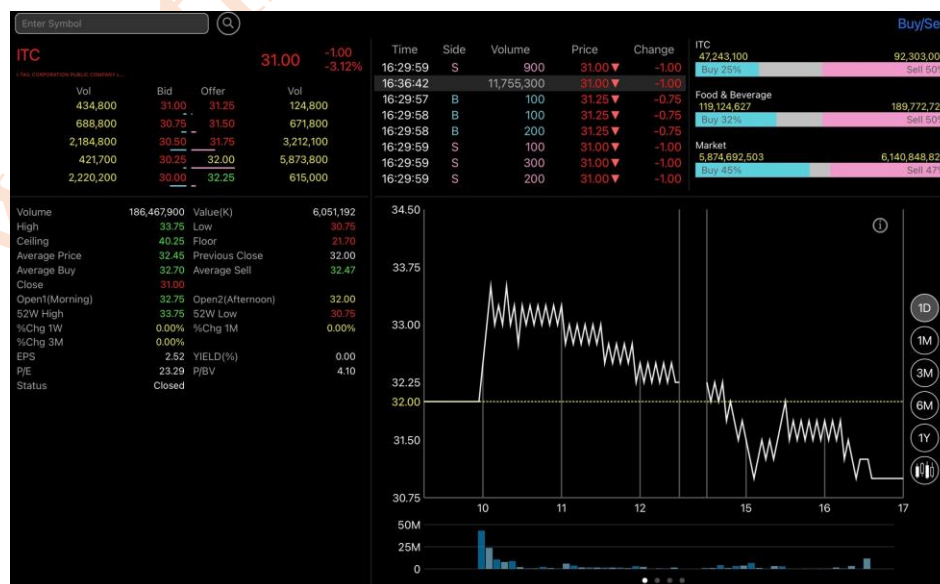 Enter Symbol
Buy/Se
ITC 31.00 -1.00
-3.12%
I-TAIL CORPORATION PUBLIC COMPANY L...
Vol Bid Offer Vol
434,800 31.00 31.25 124,800
688,800 30.75 31.50 671,800
2,184,800 30.50 31.75 3,212,100
421,700 30.25 32.00 5,873,800
2,220,200 30.00 32.25 615,000
Time Side Volume Price Change
16:29:59 S 900 31.00▼ -1.00
16:36:42 11,755,300 31.00▼ -1.00
16:29:57 B 100 31.25▼ -0.75
16:29:58 B 100 31.25▼ -0.75
16:29:58 B 200 31.25▼ -0.75
16:29:59 S 100 31.00▼ -1.00
16:29:59 S 300 31.00▼ -1.00
16:29:59 S 200 31.00▼ -1.00
ITC
47,243,100 92,303,00
Buy 25% Sell 50%
Food & Beverage
119,124,627 189,772,72
Buy 32% Sell 50%
Market
5,874,692,503 6,140,848,82
Buy 45% Sell 47%
Volume 186,467,900 Value(K) 6,051,192
High 33.75 Low 30.75
Ceiling 40.25 Floor 21.70
Average Price 32.45 Previous Close 32.00
Average Buy 32.70 Average Sell 32.47
Close 31.00
Open1(Morning) 32.75 Open2(Afternoon) 32.00
52W High 33.75 52W Low 30.75
%Chg 1W 0.00% %Chg 1M 0.00%
%Chg 3M 0.00%
EPS 2.52 YIELD(%) 0.00
P/E 23.29 P/BV 4.10
Status Closed
34.50
33.75
33.00
32.25
32.00
31.50
30.75
10 11 12 15 16 17
50M
25M
0
1D
1M
3M
6M
1Y